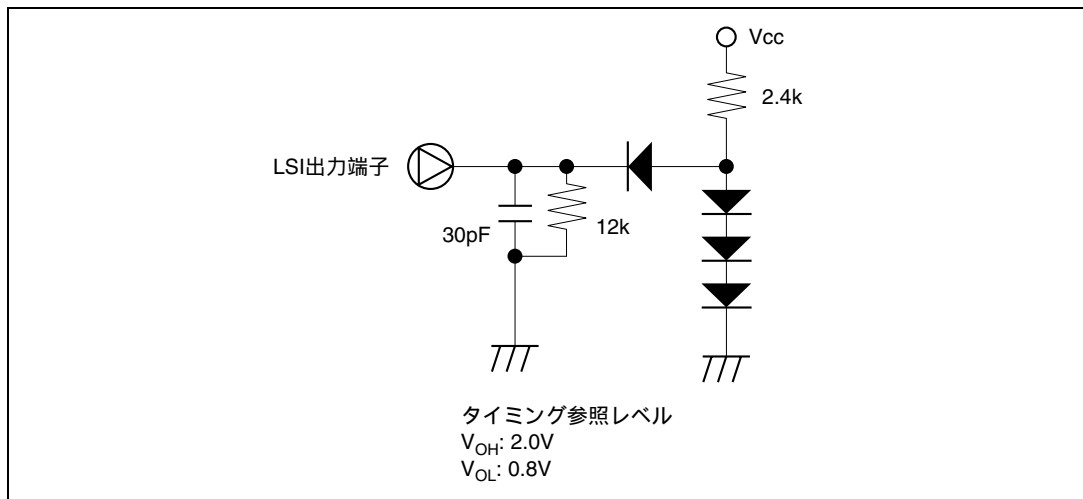 Vcc
2.4k
LSI出力端子
30pF
12k
タイミング参照レベル
VOH: 2.0V
VOL: 0.8V